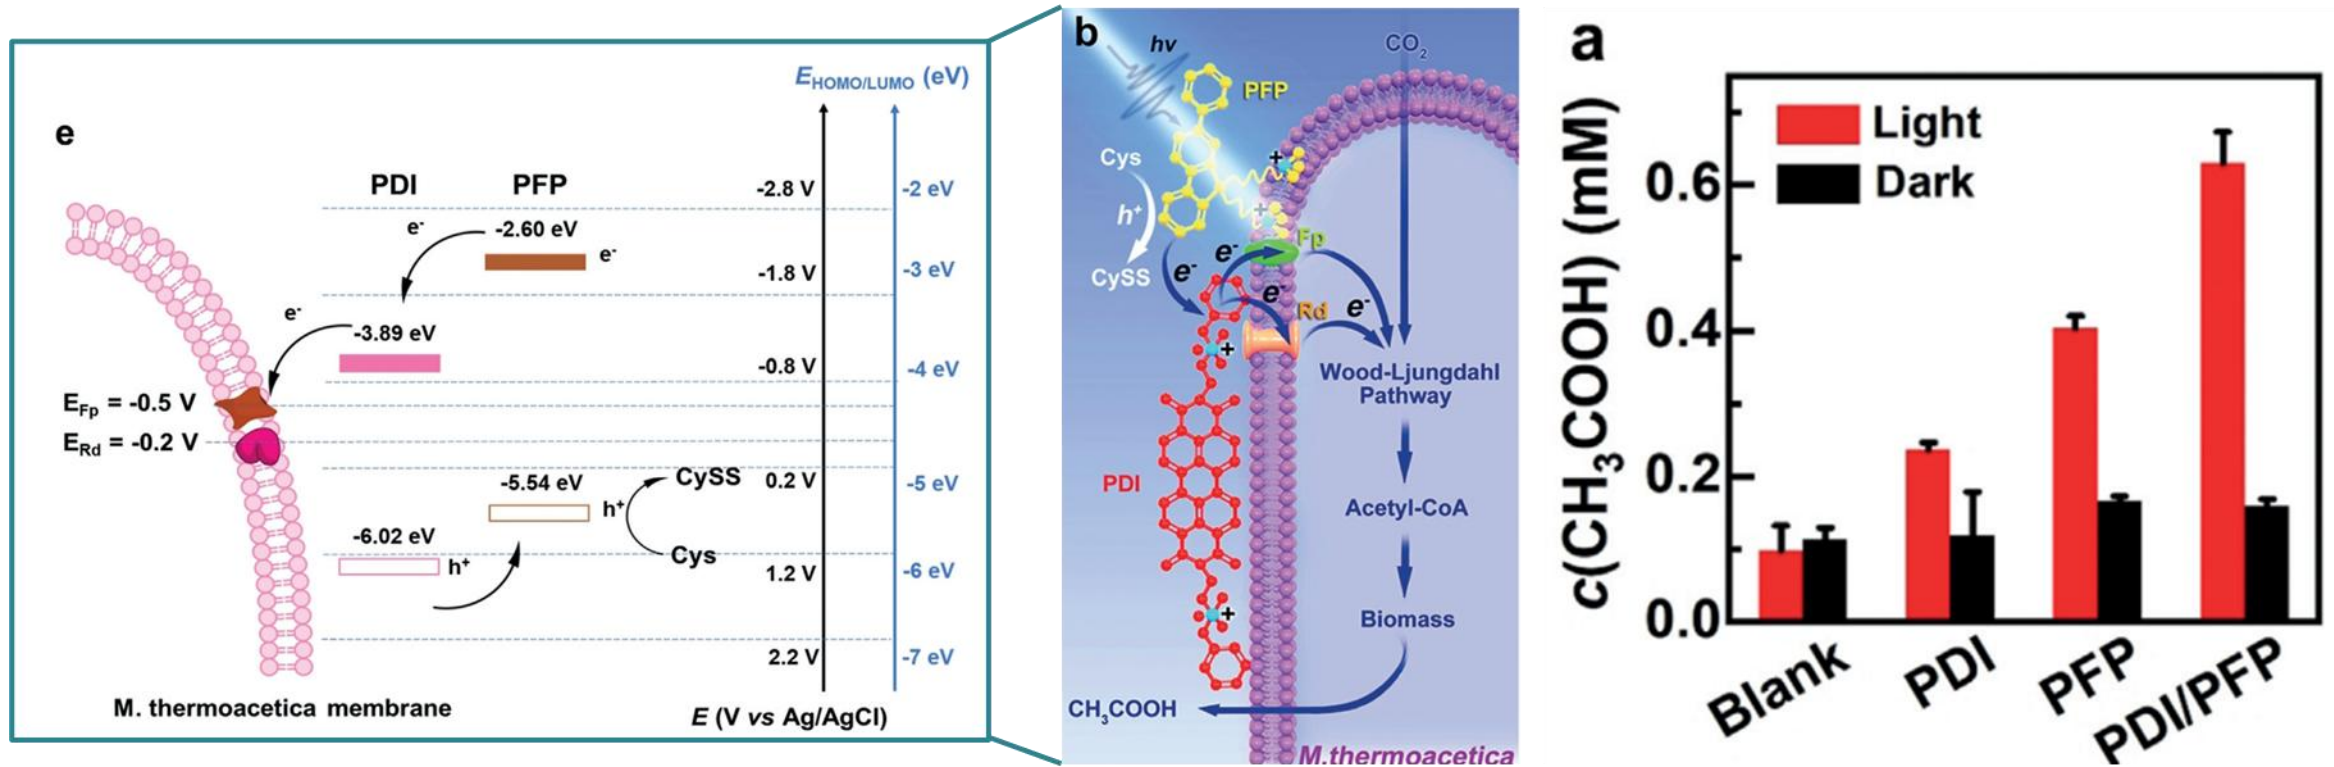 e
E_HOMO/LUMO (eV)
PDI
PFP
-2.8 V
-2 eV
e-
-2.60 eV
e-
-1.8 V
-3 eV
e-
-3.89 eV
-0.8 V
-4 eV
E_Fp = -0.5 V
E_Rd = -0.2 V
-5.54 eV
h+
CySS
0.2 V
-5 eV
-6.02 eV
h+
Cys
1.2 V
-6 eV
2.2 V
-7 eV
M. thermoacetica membrane
E (V vs Ag/AgCl)
b
hv
CO2
PFP
Cys
+
h+
+
CySS
e-
e-
Fp
e-
Rd
e-
+
Wood-Ljungdahl
Pathway
PDI
Acetyl-CoA
+
Biomass
CH3COOH
M.thermoacetica
a
c(CH3COOH) (mM)
Light
Dark
0.6
0.4
0.2
0.0
Blank
PDI
PFP
PDI/PFP